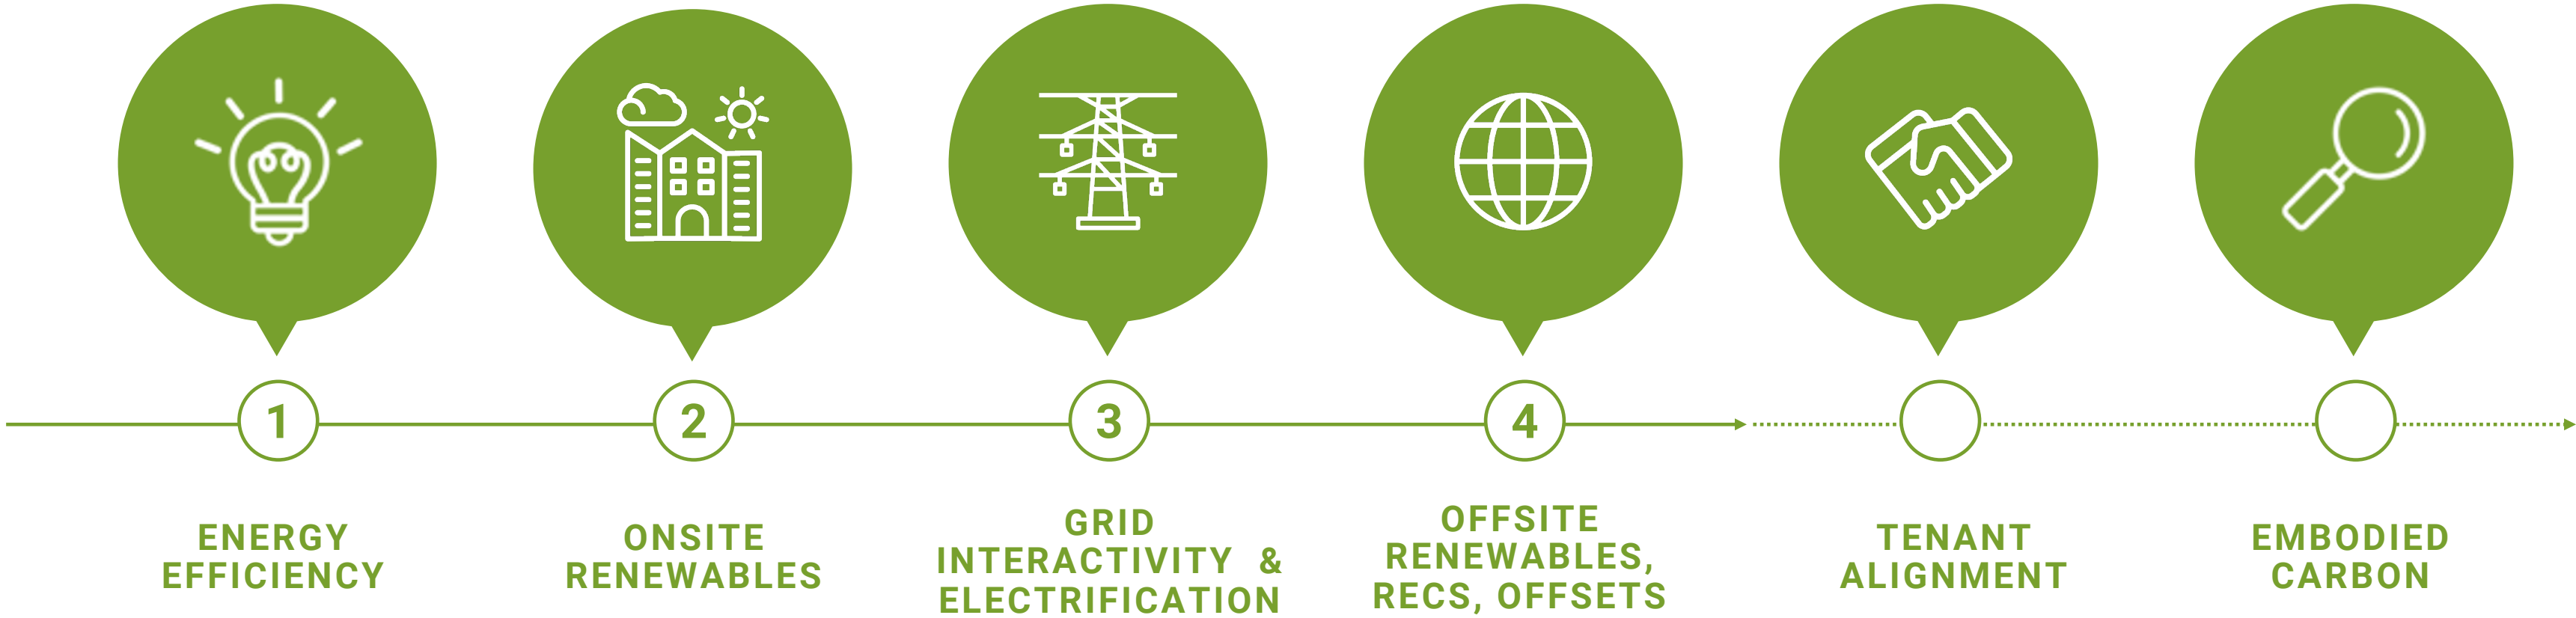 1
2
3
4
ENERGY
EFFICIENCY
ONSITE
RENEWABLES
GRID
INTERACTIVITY &
ELECTRIFICATION
OFFSITE
RENEWABLES,
RECS, OFFSETS
TENANT
ALIGNMENT
EMBODIED
CARBON